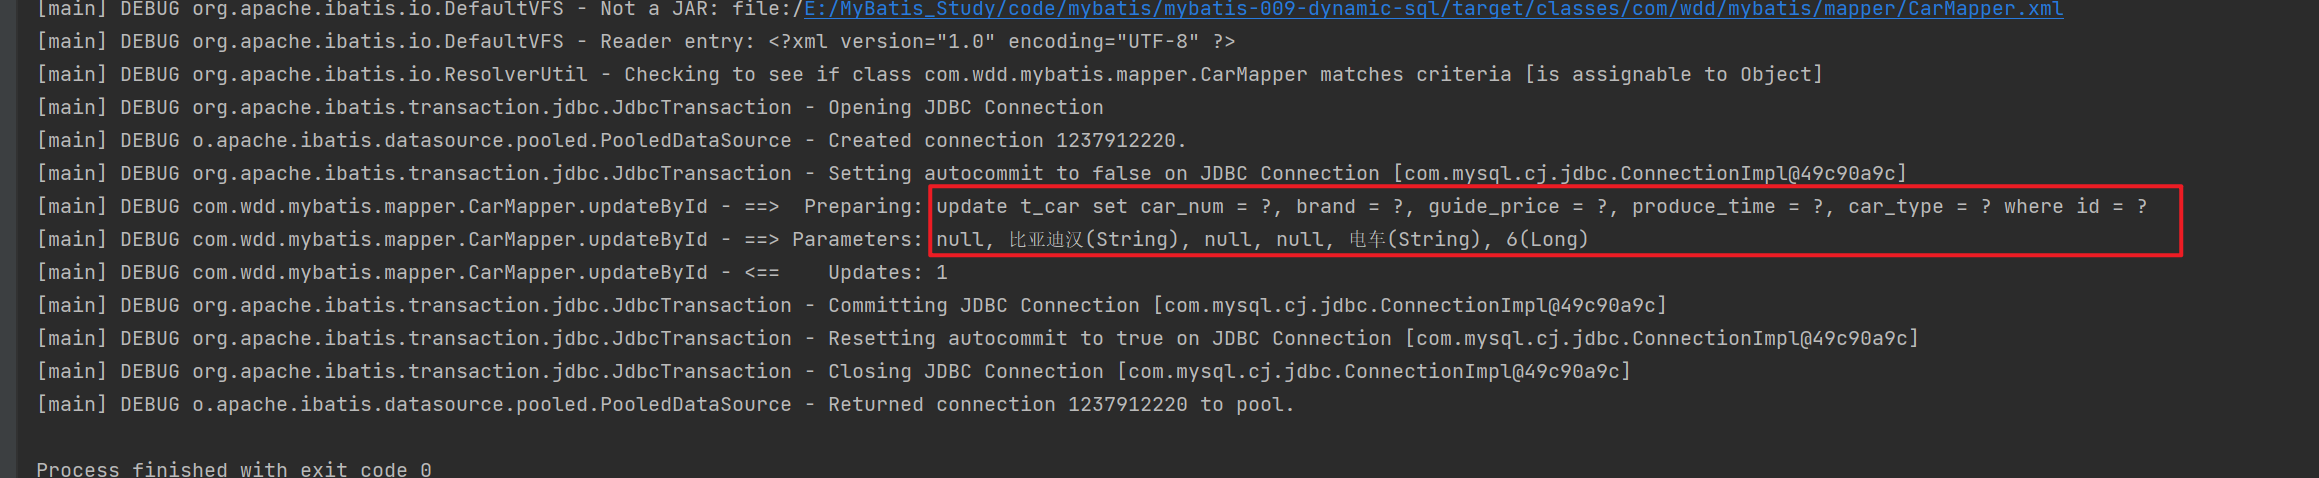 [main] DEBUG org.apache.ibatis.io.DefaultVFS - Not a JAR: file:/E:/MyBatis_Study/code/mybatis/mybatis-009-dynamic-sql/target/classes/com/wdd/mybatis/mapper/CarMapper.xml
[main] DEBUG org.apache.ibatis.io.DefaultVFS - Reader entry: <?xml version="1.0" encoding="UTF-8" ?>
[main] DEBUG org.apache.ibatis.io.ResolverUtil - Checking to see if class com.wdd.mybatis.mapper.CarMapper matches criteria [is assignable to Object]
[main] DEBUG org.apache.ibatis.transaction.jdbc.JdbcTransaction - Opening JDBC Connection
[main] DEBUG o.apache.ibatis.datasource.pooled.PooledDataSource - Created connection 1237912220.
[main] DEBUG org.apache.ibatis.transaction.jdbc.JdbcTransaction - Setting autocommit to false on JDBC Connection [com.mysql.cj.jdbc.ConnectionImpl@49c90a9c]
[main] DEBUG com.wdd.mybatis.mapper.CarMapper.updateById - ==>  Preparing: update t_car set car_num = ?, brand = ?, guide_price = ?, produce_time = ?, car_type = ? where id = ?
[main] DEBUG com.wdd.mybatis.mapper.CarMapper.updateById - ==> Parameters: null, 比亚迪汉(String), null, null, 电车(String), 6(Long)
[main] DEBUG com.wdd.mybatis.mapper.CarMapper.updateById - <==    Updates: 1
[main] DEBUG org.apache.ibatis.transaction.jdbc.JdbcTransaction - Committing JDBC Connection [com.mysql.cj.jdbc.ConnectionImpl@49c90a9c]
[main] DEBUG org.apache.ibatis.transaction.jdbc.JdbcTransaction - Resetting autocommit to true on JDBC Connection [com.mysql.cj.jdbc.ConnectionImpl@49c90a9c]
[main] DEBUG org.apache.ibatis.transaction.jdbc.JdbcTransaction - Closing JDBC Connection [com.mysql.cj.jdbc.ConnectionImpl@49c90a9c]
[main] DEBUG o.apache.ibatis.datasource.pooled.PooledDataSource - Returned connection 1237912220 to pool.
Process finished with exit code 0